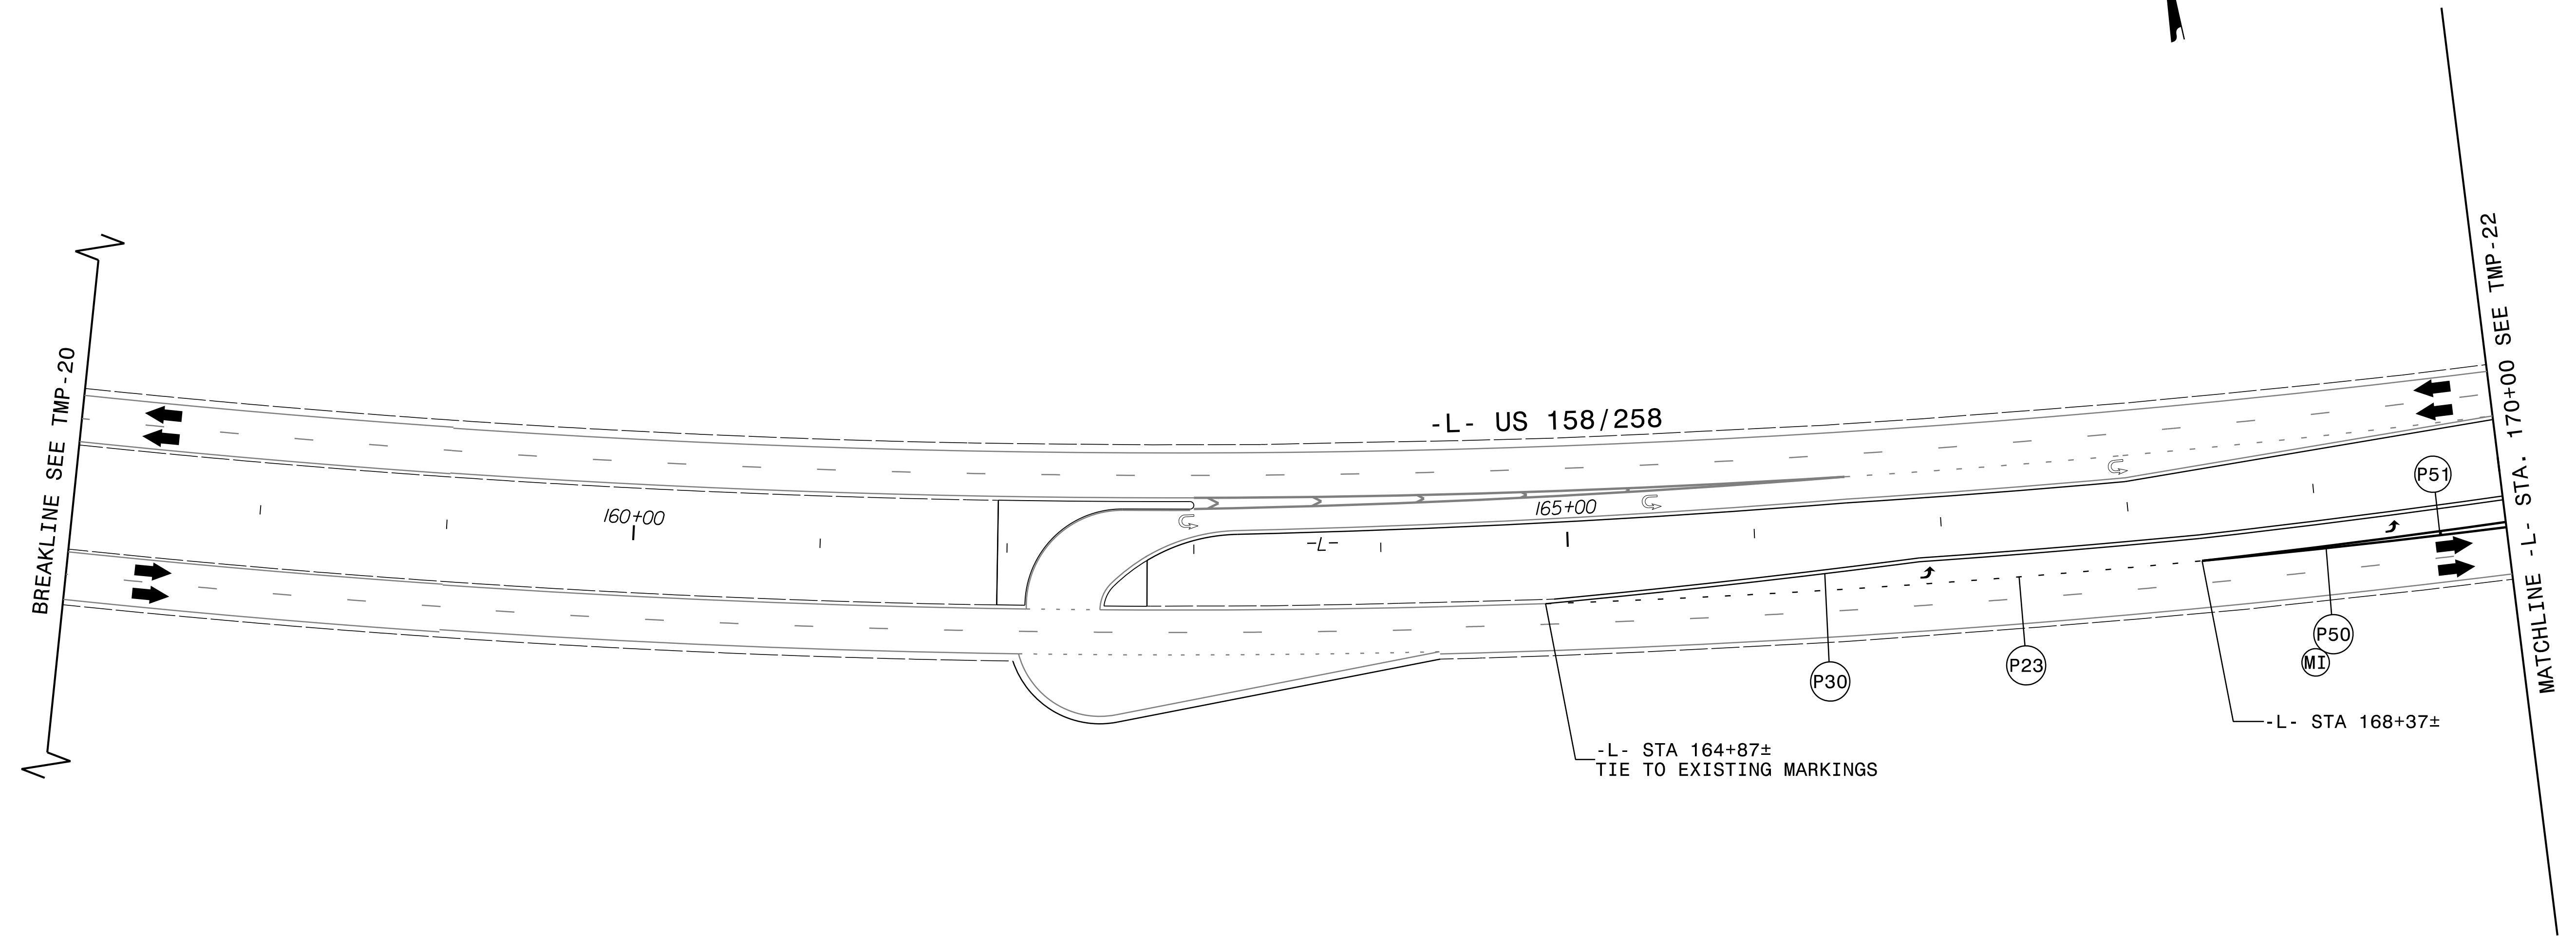 BREAKLINE SEE TMP-20
-L- US 158/258
160+00
165+00
-L-
P51
P50
MI
P23
P30
-L- STA 168+37±
-L- STA 164+87±
TIE TO EXISTING MARKINGS
MATCHLINE -L- STA. 170+00 SEE TMP-22